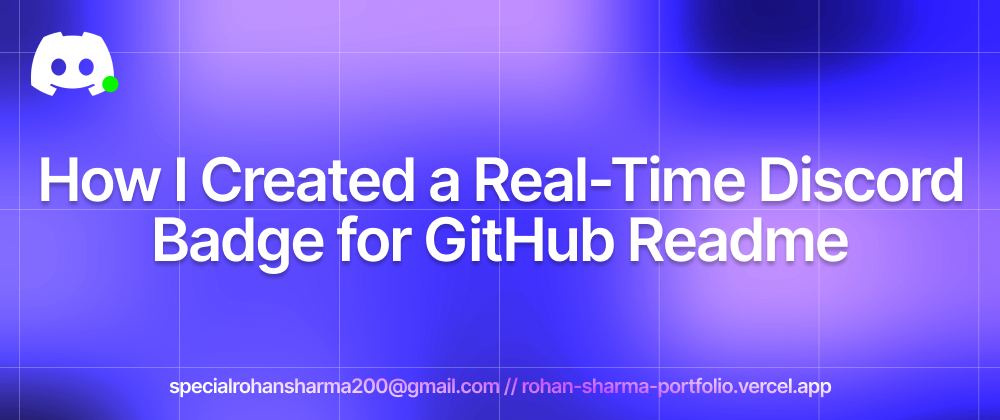 How I Created a Real-Time Discord
Badge for GitHub Readme
specialrohansharma200@gmail.com // rohan-sharma-portfolio.vercel.app